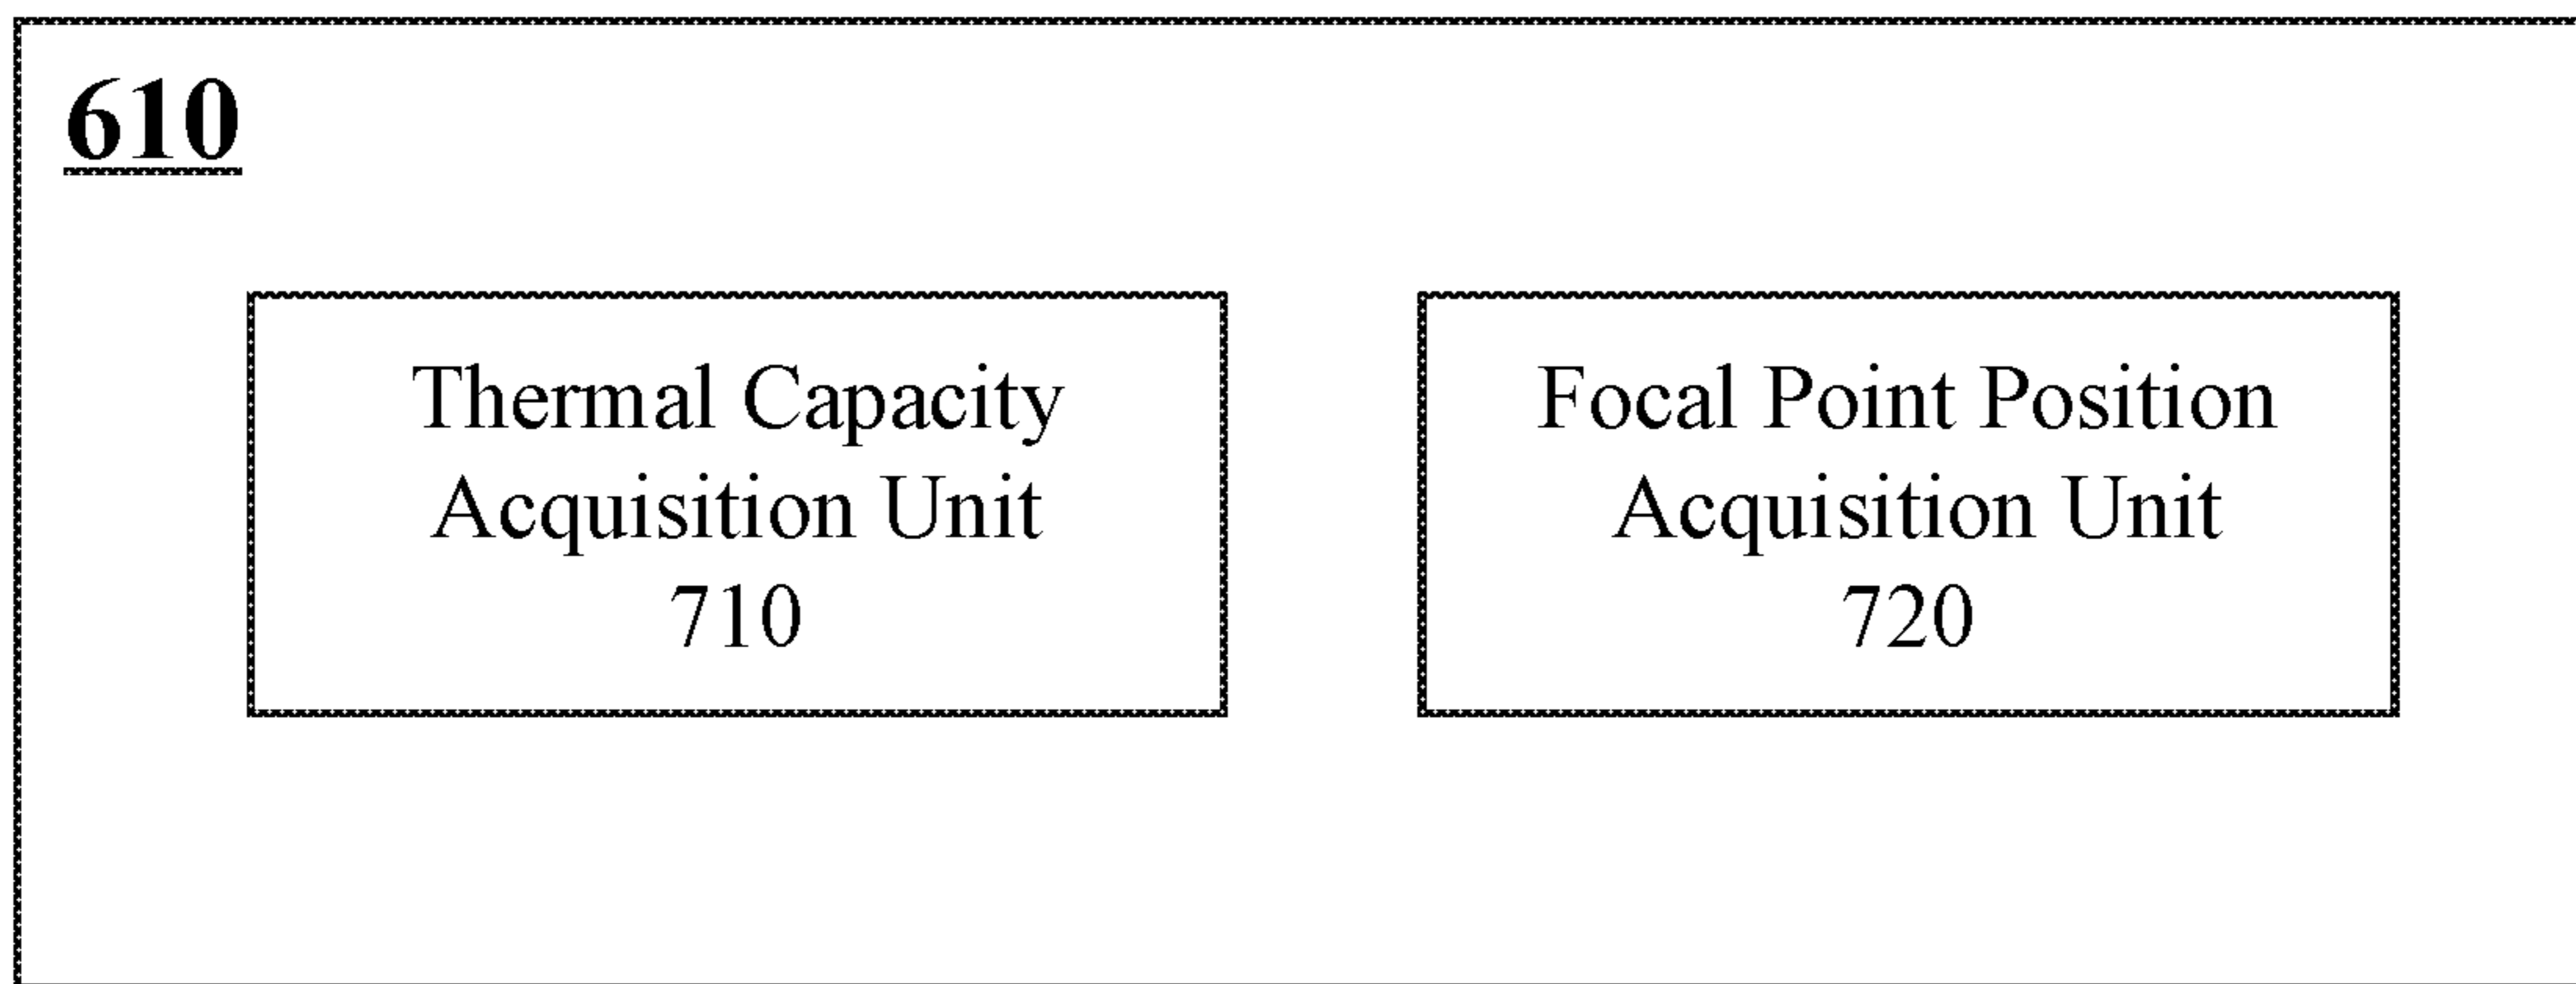 610
Thermal Capacity
Acquisition Unit
710
Focal Point Position
Acquisition Unit
720